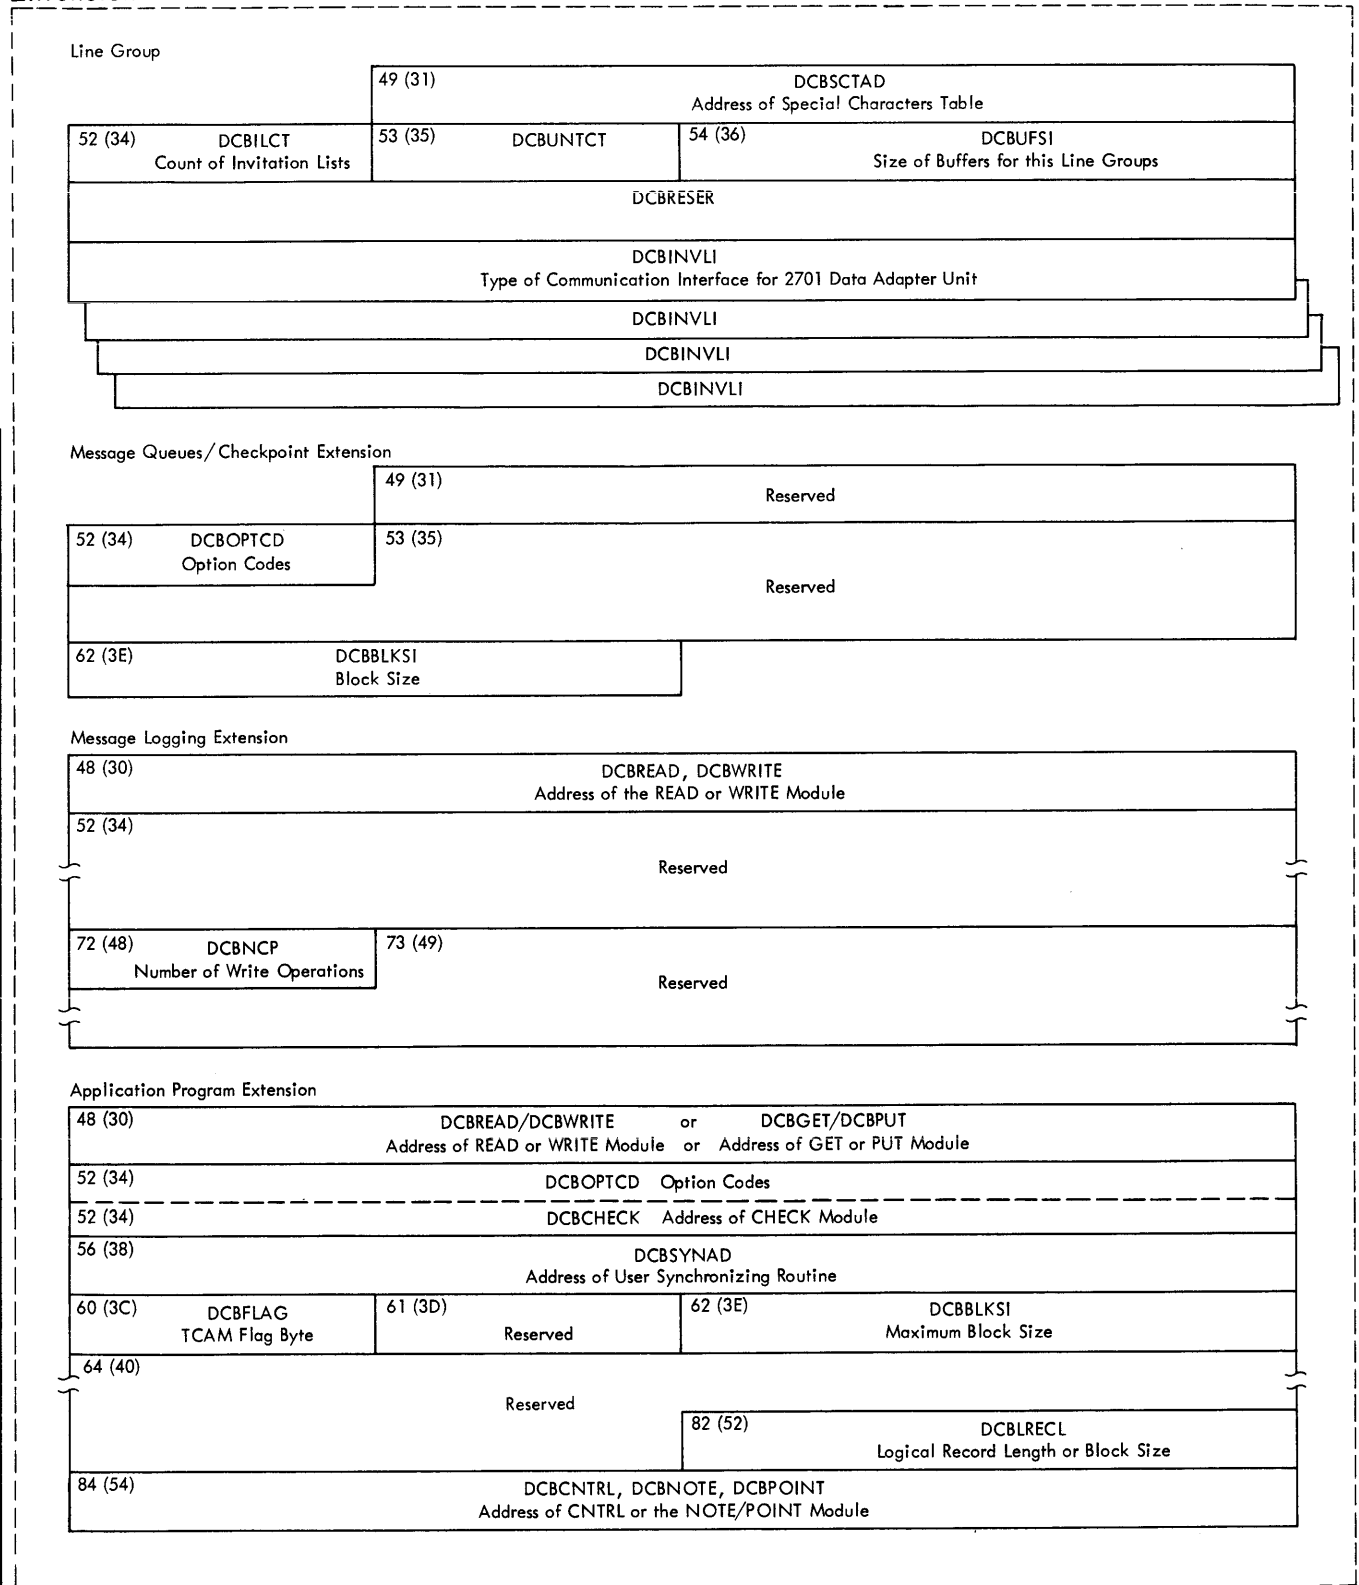 Line Group
49 (31) DCBSCTAD
Address of Special Characters Table
52 (34) DCBILCT 53 (35) DCBUNTCT 54 (36) DCBUFSI
Count of Invitation Lists Size of Buffers for this Line Groups
DCBRESER
DCBINVLI
Type of Communication Interface for 2701 Data Adapter Unit
DCBINVLI
DCBINVLI
DCBINVLI
Message Queues/Checkpoint Extension
49 (31)
Reserved
52 (34) DCBOPTCD 53 (35)
Option Codes
Reserved
62 (3E) DCBBLKSI
Block Size
Message Logging Extension
48 (30) DCBREAD, DCBWRITE
Address of the READ or WRITE Module
52 (34)
Reserved
72 (48) DCBNCP 73 (49)
Number of Write Operations
Reserved
Application Program Extension
48 (30) DCBREAD/DCBWRITE or DCBGET/DCBPUT
Address of READ or WRITE Module or Address of GET or PUT Module
52 (34) DCBOPTCD Option Codes
52 (34) DCBCHECK Address of CHECK Module
56 (38) DCBSYNAD
Address of User Synchronizing Routine
60 (3C) DCBFLAG 61 (3D) 62 (3E) DCBBLKSI
TCAM Flag Byte Reserved Maximum Block Size
64 (40)
Reserved
82 (52) DCBLRECL
Logical Record Length or Block Size
84 (54) DCBCNTRL, DCBNOTE, DCBPOINT
Address of CNTRL or the NOTE/POINT Module